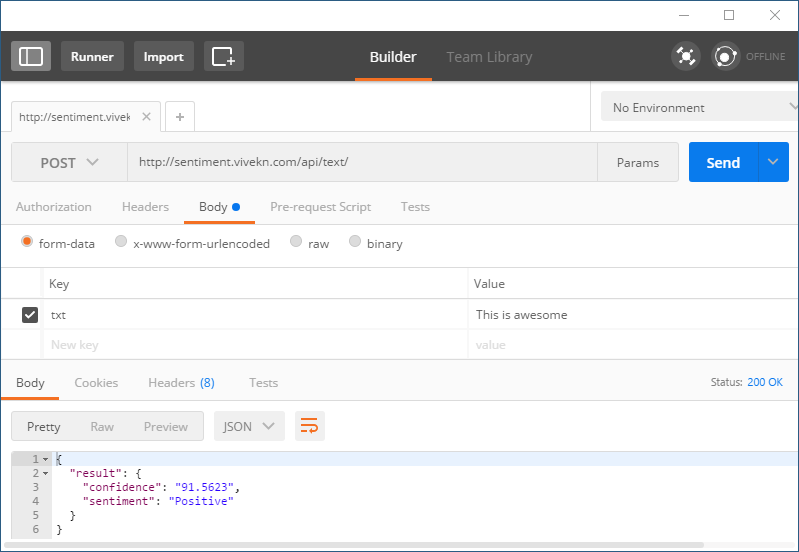 Runner Import Builder Team Library OFFLINE
http://sentiment.vivek No Environment
POST http://sentiment.vivekn.com/api/text/ Params Send
Authorization Headers Body Pre-request Script Tests
form-data x-www-form-urlencoded raw binary
Key Value
txt This is awesome
New key value
Body Cookies Headers (8) Tests Status: 200 OK
Pretty Raw Preview JSON
1 {
2 "result": {
3 "confidence": "91.5623",
4 "sentiment": "Positive"
5 }
6 }